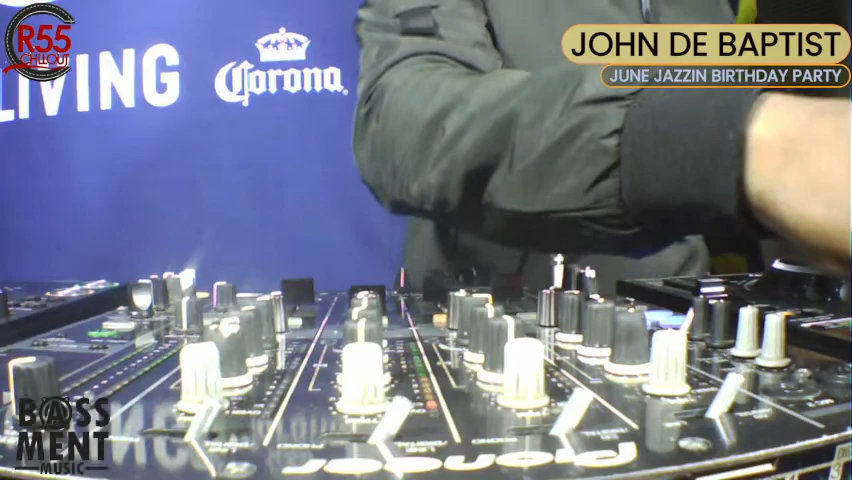 R55
CHILLOUT
LIVING
Corona
JOHN DE BAPTIST
JUNE JAZZIN BIRTHDAY PARTY
BASS
MENT
MUSIC
Pioneer